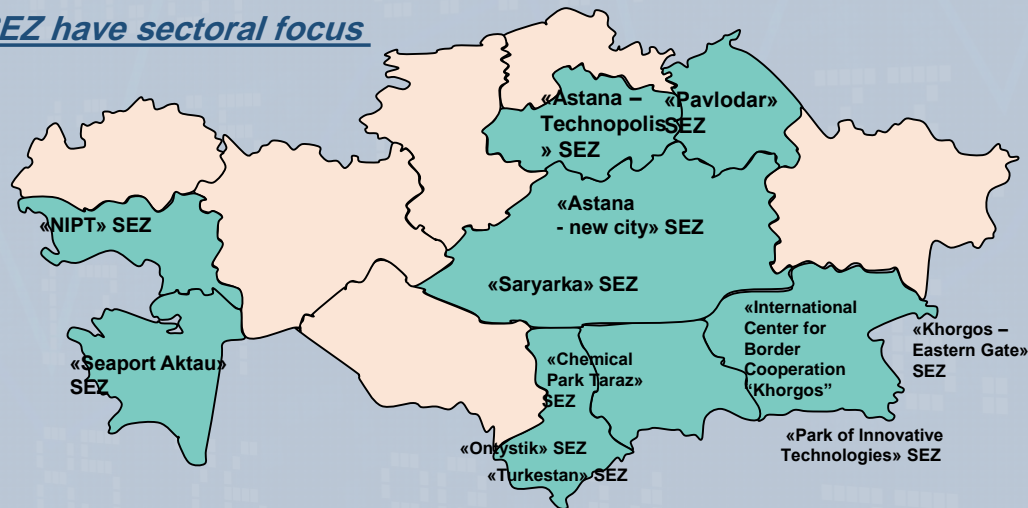 SEZ have sectoral focus
«Astana –
Technopolis
» SEZ
«Pavlodar»
SEZ
«NIPT» SEZ
«Astana
- new city» SEZ
«Saryarka» SEZ
«International
Center for
Border
Cooperation
"Khorgos"
«Khorgos –
Eastern Gate»
SEZ
«Seaport Aktau»
SEZ
«Chemical
Park Taraz»
SEZ
«Park of Innovative
Technologies» SEZ
«Ontystik» SEZ
«Turkestan» SEZ